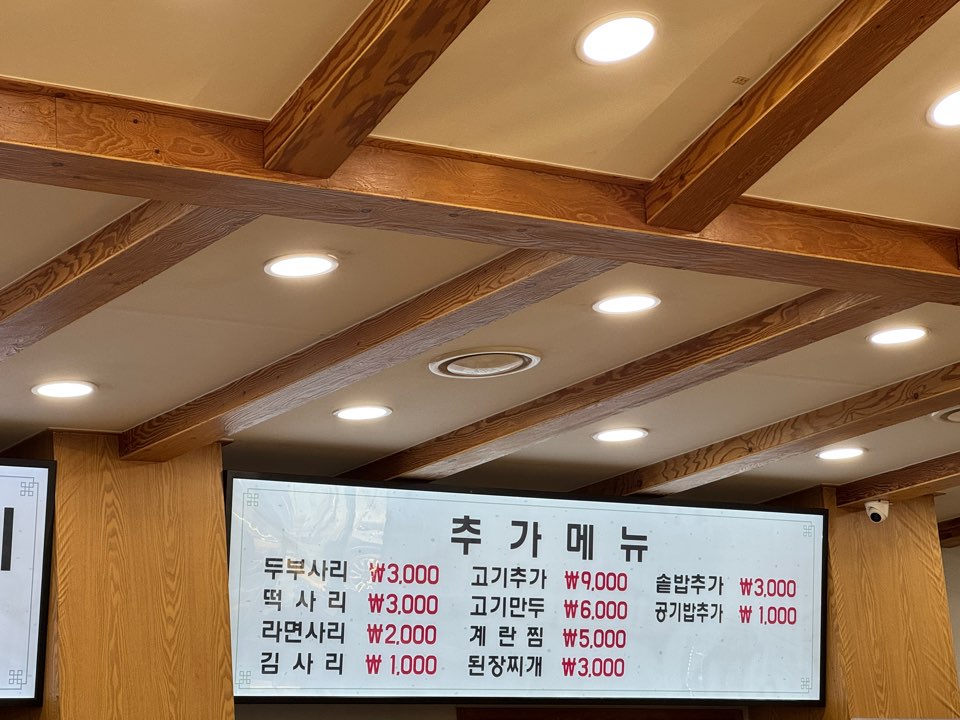 추가메뉴
두부사리 ₩3,000 고기추가 ₩9,000 솥밥추가 ₩3,000
떡사리 ₩3,000 고기만두 ₩6,000 공기밥추가 ₩1,000
라면사리 ₩2,000 계란찜 ₩5,000
김사리 ₩1,000 된장찌개 ₩3,000